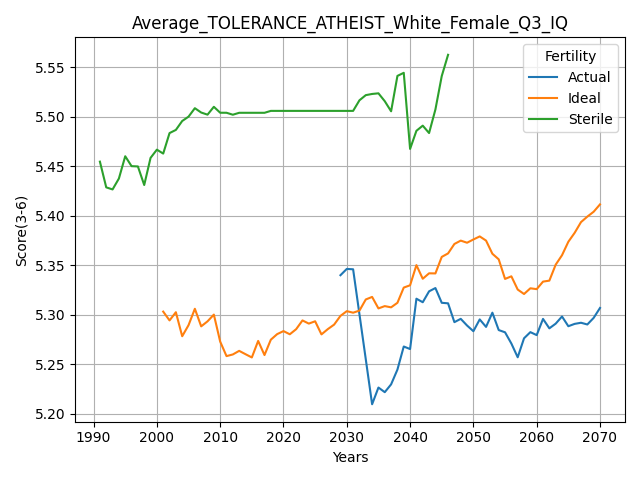 Average_TOLERANCE_ATHEIST_White_Female_Q3_IQ
Fertility
Actual
Ideal
Sterile
Score(3-6)
5.55
5.50
5.45
5.40
5.35
5.30
5.25
5.20
1990 2000 2010 2020 2030 2040 2050 2060 2070
Years